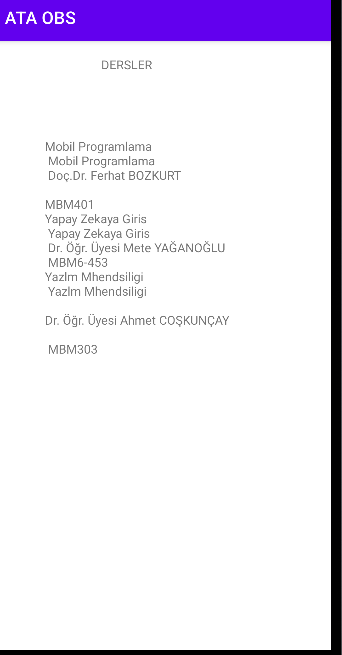 ATA OBS
DERSLER
Mobil Programlama
Mobil Programlama
Doç.Dr. Ferhat BOZKURT
MBM401
Yapay Zekaya Giris
Yapay Zekaya Giris
Dr. Öğr. Üyesi Mete YAĞANOĞLU
MBM6-453
Yazlm Mhendsiligi
Yazlm Mhendsiligi
Dr. Öğr. Üyesi Ahmet COŞKUNÇAY
MBM303